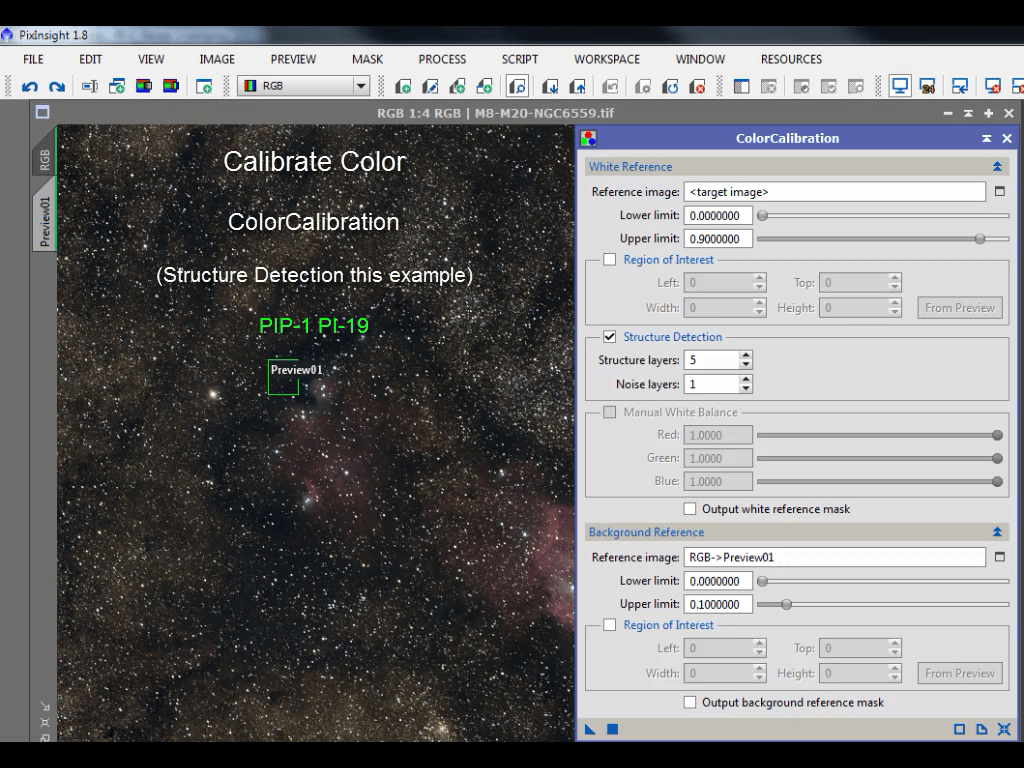 PixInsight 1.8
FILE EDIT VIEW IMAGE PREVIEW MASK PROCESS SCRIPT WORKSPACE WINDOW RESOURCES
RGB
RGB 1:4 RGB | M8-M20-NGC6559.tif
RGB
Preview01
Calibrate Color
ColorCalibration
(Structure Detection this example)
PIP-1 PI-19
Preview01
ColorCalibration
White Reference
Reference image: <target image>
Lower limit: 0.0000000
Upper limit: 0.9000000
Region of Interest
Left: 0 Top: 0
Width: 0 Height: 0 From Preview
Structure Detection
Structure layers: 5
Noise layers: 1
Manual White Balance
Red: 1.0000
Green: 1.0000
Blue: 1.0000
Output white reference mask
Background Reference
Reference image: RGB->Preview01
Lower limit: 0.0000000
Upper limit: 0.1000000
Region of Interest
Left: 0 Top: 0
Width: 0 Height: 0 From Preview
Output background reference mask